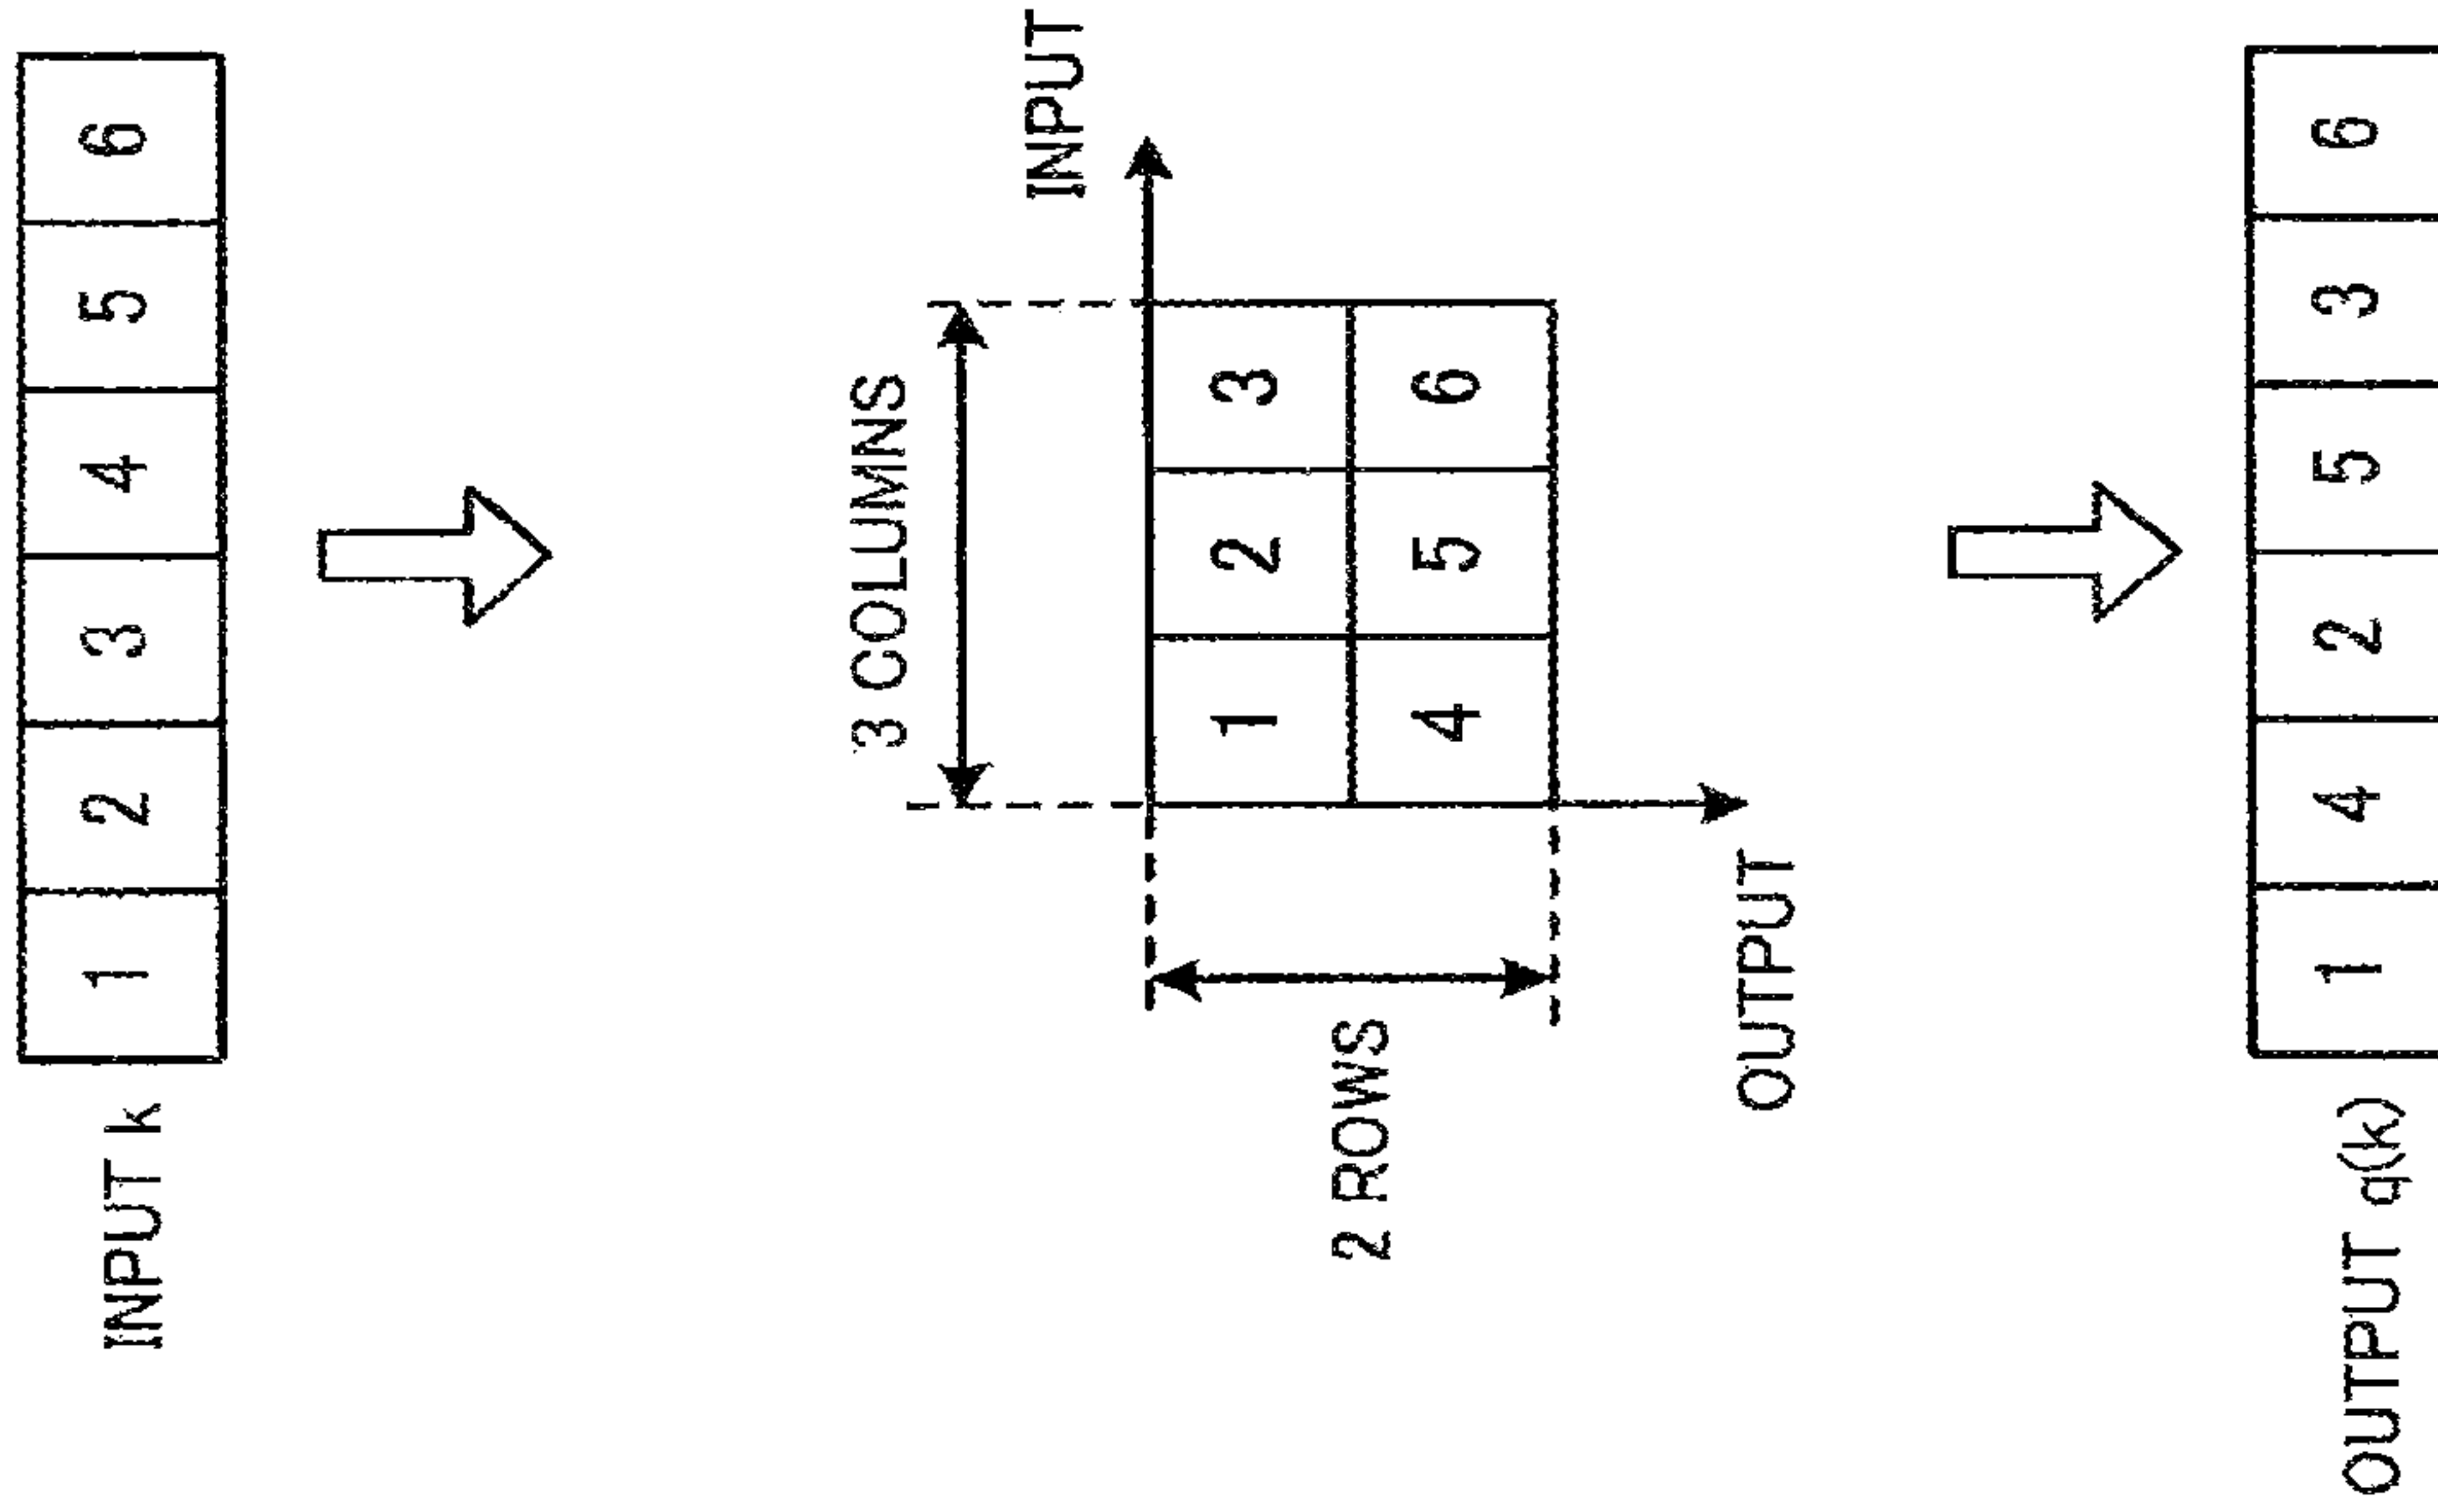 INPUT k 1 2 3 4 5 6
3 COLUMNS
INPUT
1 2 3
2 ROWS
4 5 6
OUTPUT
OUTPUT q(k) 1 4 2 5 3 6